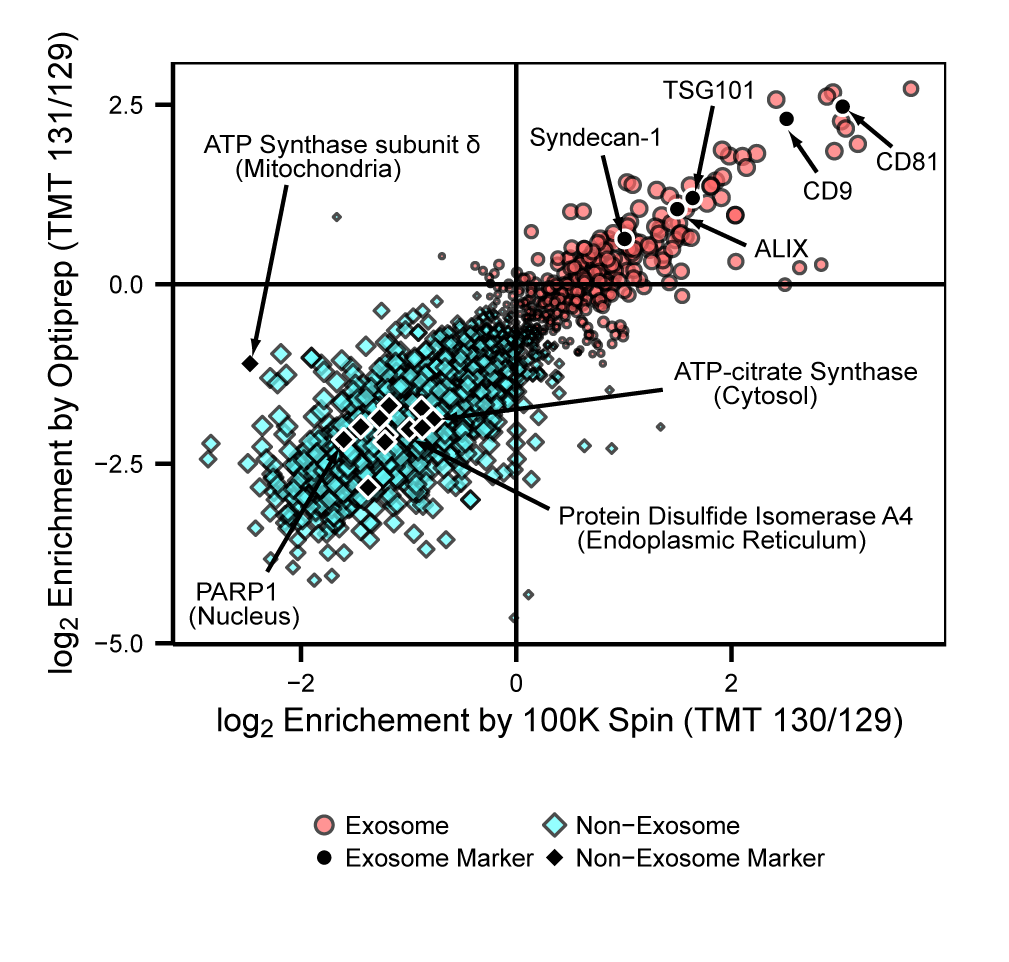 log2 Enrichment by Optiprep (TMT 131/129)
2.5
0.0
−2.5
−5.0
TSG101
Syndecan-1
ATP Synthase subunit δ
(Mitochondria)
CD81
CD9
ALIX
ATP-citrate Synthase
(Cytosol)
Protein Disulfide Isomerase A4
(Endoplasmic Reticulum)
PARP1
(Nucleus)
−2
0
2
log2 Enrichement by 100K Spin (TMT 130/129)
Exosome
Non−Exosome
Exosome Marker
Non−Exosome Marker